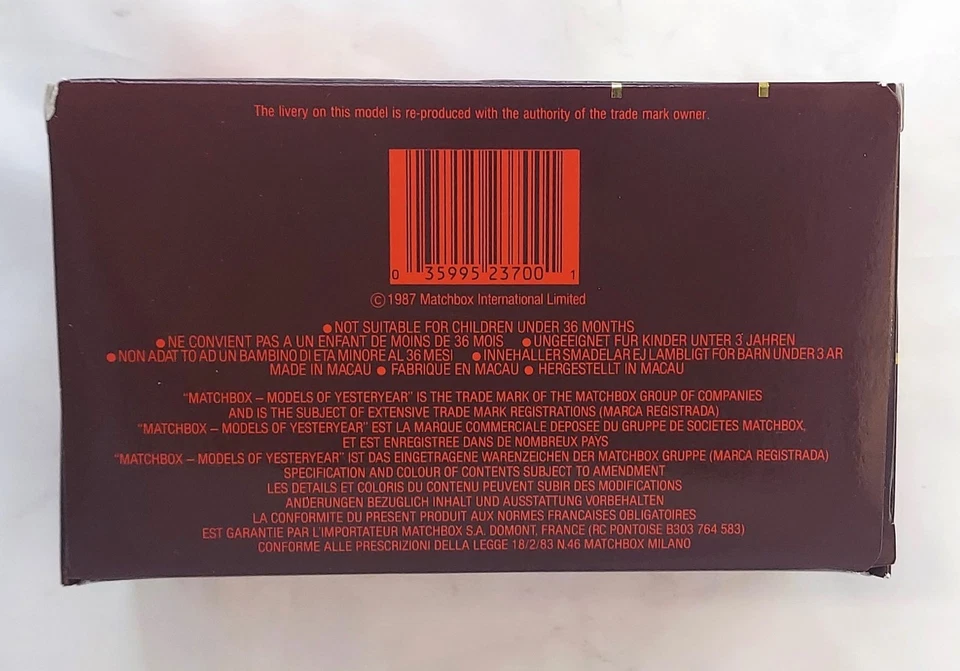 The livery on this model is re-produced with the authority of the trade mark owner.
0 35995 23700 1
© 1987 Matchbox International Limited
● NOT SUITABLE FOR CHILDREN UNDER 36 MONTHS
● NE CONVIENT PAS A UN ENFANT DE MOINS DE 36 MOIS ● UNGEEIGNET FÜR KINDER UNTER 3 JAHREN
● NON ADATTO AD UN BAMBINO DI ETA MINORE AL 36 MESI ● INNEHALLER SMADELAR EJ LAMBLIGT FOR BARN UNDER 3 AR
MADE IN MACAU ● FABRIQUE EN MACAU ● HERGESTELLT IN MACAU
“MATCHBOX – MODELS OF YESTERYEAR” IS THE TRADE MARK OF THE MATCHBOX GROUP OF COMPANIES
AND IS THE SUBJECT OF EXTENSIVE TRADE MARK REGISTRATIONS (MARCA REGISTRADA)
“MATCHBOX – MODELS OF YESTERYEAR” EST LA MARQUE COMMERCIALE DEPOSEE DU GRUPPE DE SOCIETES MATCHBOX,
ET EST ENREGISTREE DANS DE NOMBREUX PAYS
“MATCHBOX – MODELS OF YESTERYEAR” IST DAS EINGETRAGENE WARENZEICHEN DER MATCHBOX GRUPPE (MARCA REGISTRADA)
SPECIFICATION AND COLOUR OF CONTENTS SUBJECT TO AMENDMENT
LES DETAILS ET COLORIS DU CONTENU PEUVENT SUBIR DES MODIFICATIONS
ÄNDERUNGEN BEZUGLICH INHALT UND AUSSTATTUNG VORBEHALTEN
LA CONFORMITE DU PRESENT PRODUIT AUX NORMES FRANCAISES OBLIGATOIRES
EST GARANTIE PAR L'IMPORTATEUR MATCHBOX S.A. DOMONT, FRANCE (RC PONTOISE B303 764 583)
CONFORME ALLE PRESCRIZIONI DELLA LEGGE 18/2/83 N.46 MATCHBOX MILANO